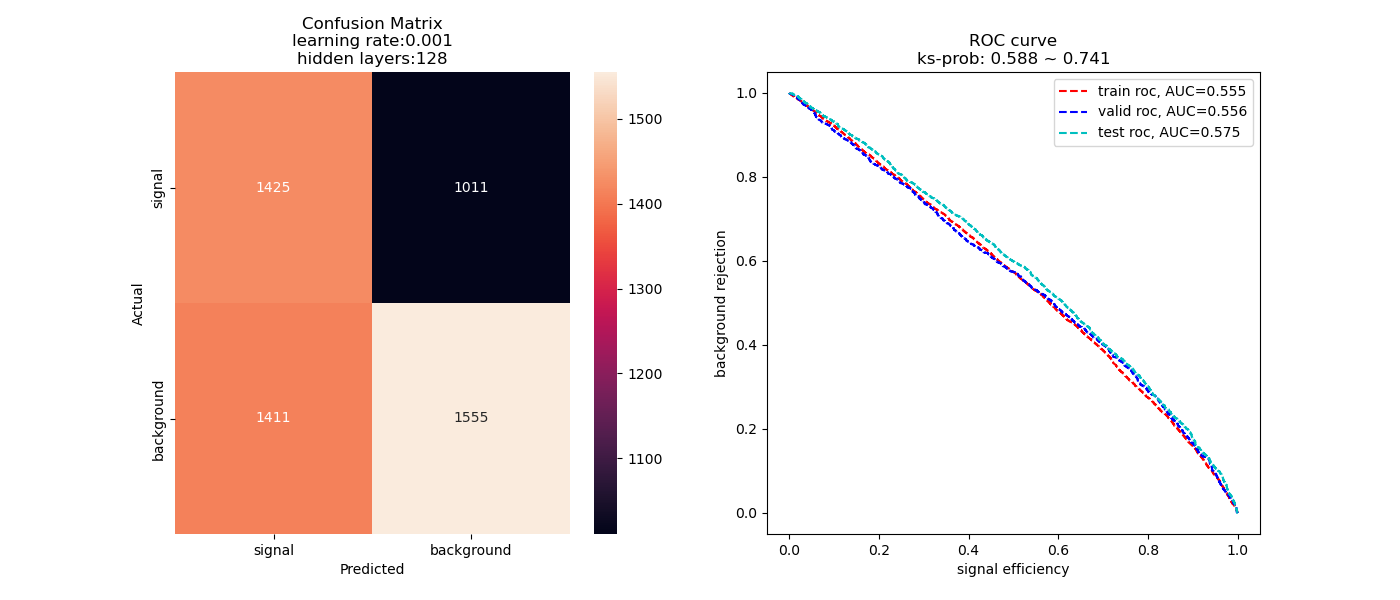 Confusion Matrix
learning rate:0.001
hidden layers:128
signal
background
Actual
1425
1011
1411
1555
signal
background
Predicted
1500
1400
1300
1200
1100
ROC curve
ks-prob: 0.588 ~ 0.741
train roc, AUC=0.555
valid roc, AUC=0.556
test roc, AUC=0.575
background rejection
1.0
0.8
0.6
0.4
0.2
0.0
0.0
0.2
0.4
0.6
0.8
1.0
signal efficiency